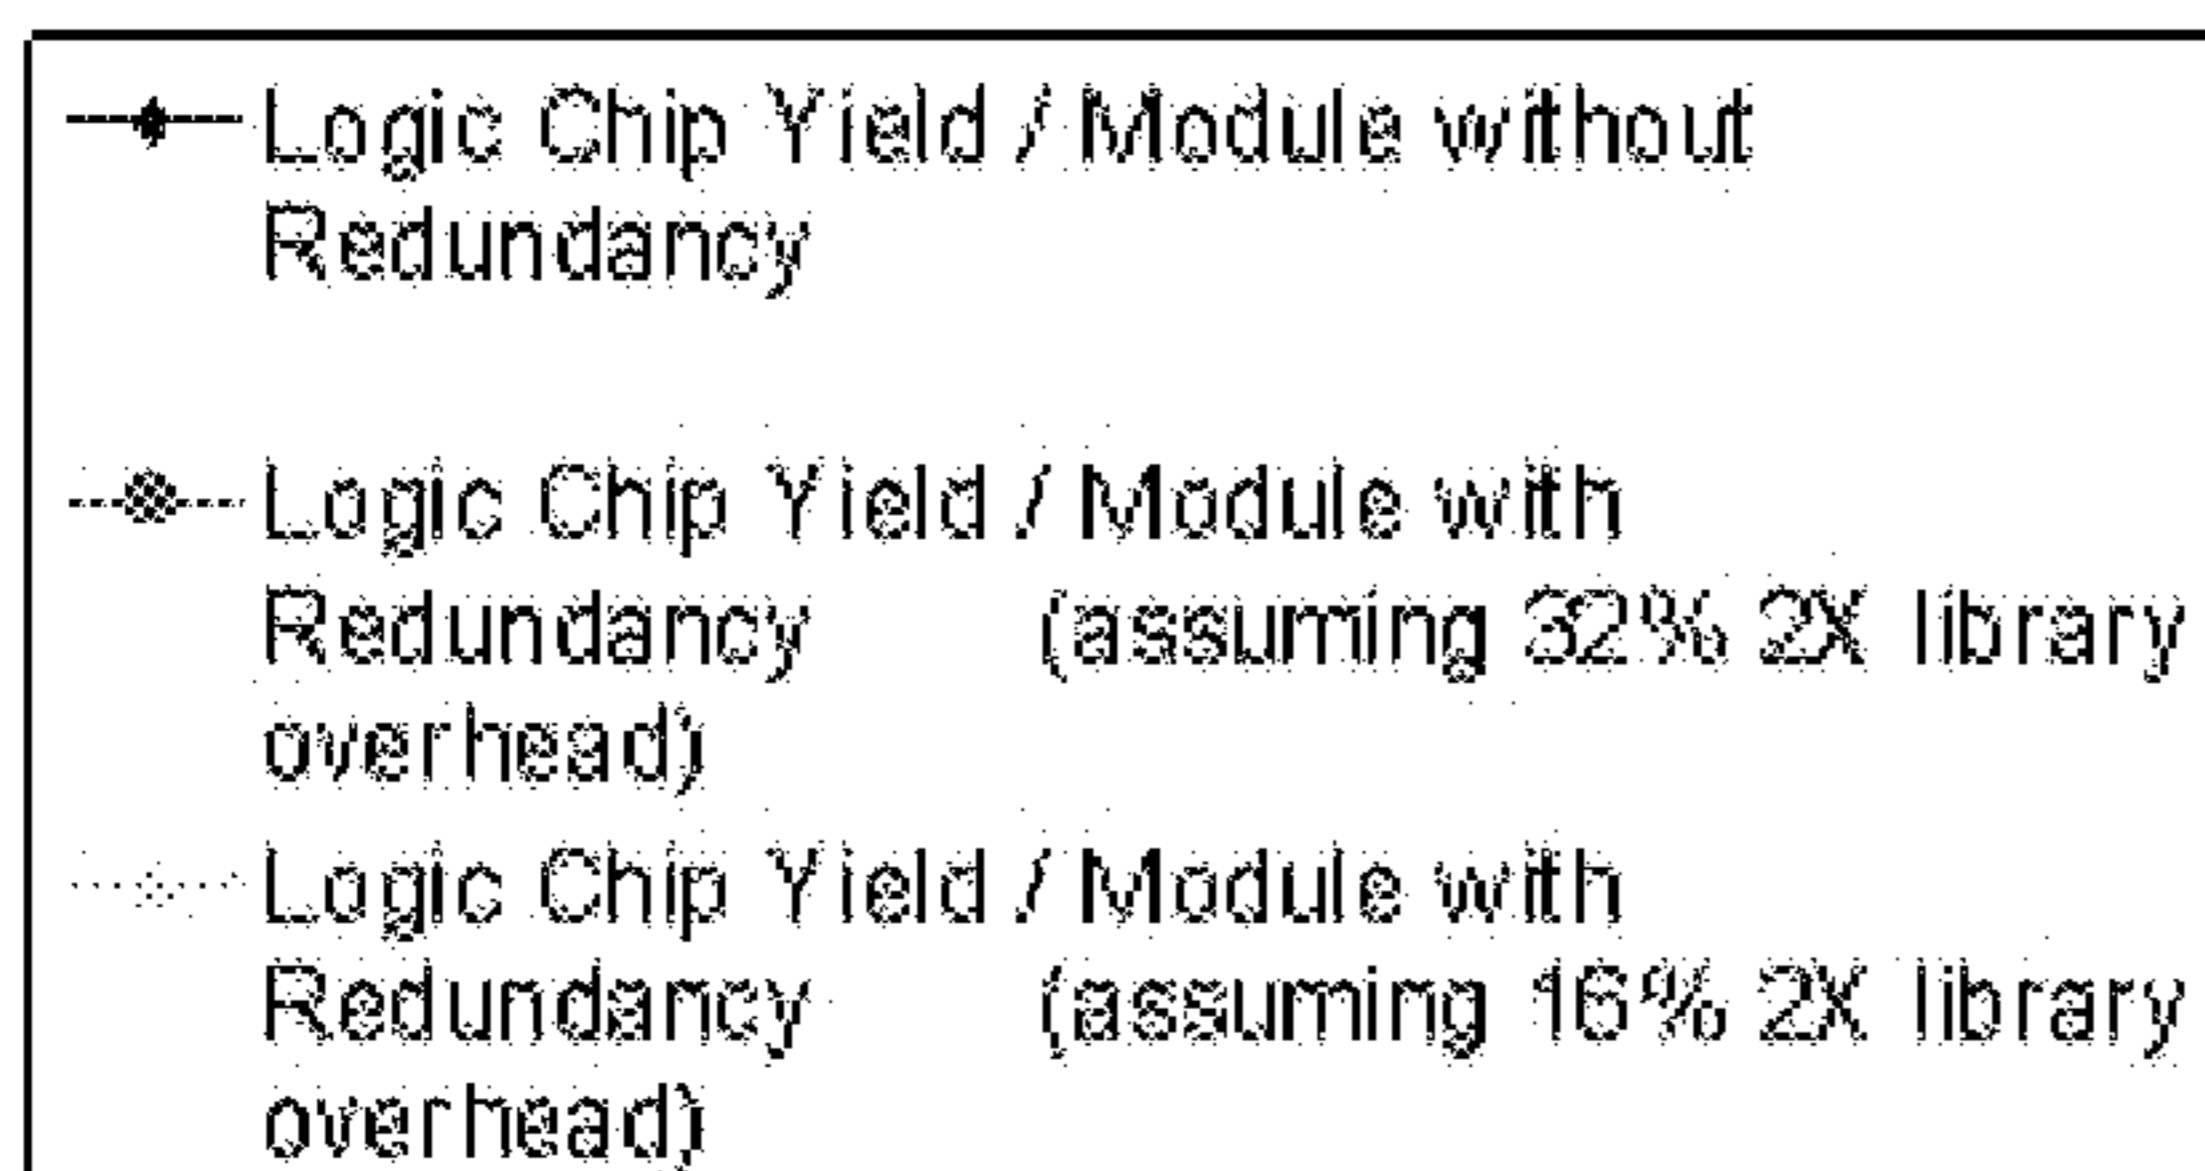 Logic Chip Yield / Module without
Redundancy
Logic Chip Yield / Module with
Redundancy (assuming 32% 2X library
overhead)
Logic Chip Yield / Module with
Redundancy (assuming 16% 2X library
overhead)